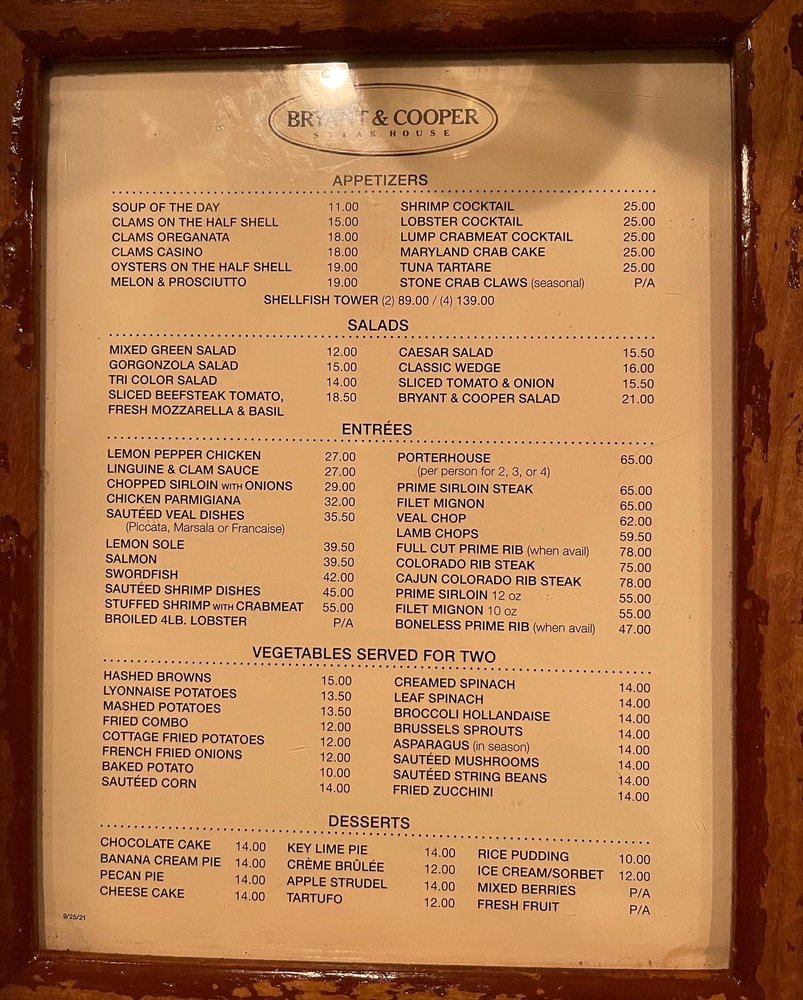 BRYANT & COOPER
STEAK HOUSE
APPETIZERS
SOUP OF THE DAY 11.00
CLAMS ON THE HALF SHELL 15.00
CLAMS OREGANATA 18.00
CLAMS CASINO 18.00
OYSTERS ON THE HALF SHELL 19.00
MELON & PROSCIUTTO 19.00
SHRIMP COCKTAIL 25.00
LOBSTER COCKTAIL 25.00
LUMP CRABMEAT COCKTAIL 25.00
MARYLAND CRAB CAKE 25.00
TUNA TARTARE 25.00
STONE CRAB CLAWS (seasonal) P/A
SHELLFISH TOWER (2) 89.00 / (4) 139.00
SALADS
MIXED GREEN SALAD 12.00
GORGONZOLA SALAD 15.00
TRI COLOR SALAD 14.00
SLICED BEEFSTEAK TOMATO, 18.50
FRESH MOZZARELLA & BASIL
CAESAR SALAD 15.50
CLASSIC WEDGE 16.00
SLICED TOMATO & ONION 15.50
BRYANT & COOPER SALAD 21.00
ENTRÉES
LEMON PEPPER CHICKEN 27.00
LINGUINE & CLAM SAUCE 27.00
CHOPPED SIRLOIN WITH ONIONS 29.00
CHICKEN PARMIGIANA 32.00
SAUTÉED VEAL DISHES 35.50
(Piccata, Marsala or Francaise)
LEMON SOLE 39.50
SALMON 39.50
SWORDFISH 42.00
SAUTÉED SHRIMP DISHES 45.00
STUFFED SHRIMP WITH CRABMEAT 55.00
BROILED 4LB. LOBSTER P/A
PORTERHOUSE 65.00
(per person for 2, 3, or 4)
PRIME SIRLOIN STEAK 65.00
FILET MIGNON 65.00
VEAL CHOP 62.00
LAMB CHOPS 59.50
FULL CUT PRIME RIB (when avail) 78.00
COLORADO RIB STEAK 75.00
CAJUN COLORADO RIB STEAK 78.00
PRIME SIRLOIN 12 oz 55.00
FILET MIGNON 10 oz 55.00
BONELESS PRIME RIB (when avail) 47.00
VEGETABLES SERVED FOR TWO
HASHED BROWNS 15.00
LYONNAISE POTATOES 13.50
MASHED POTATOES 13.50
FRIED COMBO 12.00
COTTAGE FRIED POTATOES 12.00
FRENCH FRIED ONIONS 12.00
BAKED POTATO 10.00
SAUTÉED CORN 14.00
CREAMED SPINACH 14.00
LEAF SPINACH 14.00
BROCCOLI HOLLANDAISE 14.00
BRUSSELS SPROUTS 14.00
ASPARAGUS (in season) 14.00
SAUTÉED MUSHROOMS 14.00
SAUTÉED STRING BEANS 14.00
FRIED ZUCCHINI 14.00
DESSERTS
CHOCOLATE CAKE 14.00
BANANA CREAM PIE 14.00
PECAN PIE 14.00
CHEESE CAKE 14.00
KEY LIME PIE 14.00
CRÈME BRÛLÉE 12.00
APPLE STRUDEL 14.00
TARTUFO 12.00
RICE PUDDING 10.00
ICE CREAM/SORBET 12.00
MIXED BERRIES P/A
FRESH FRUIT P/A
9/25/21